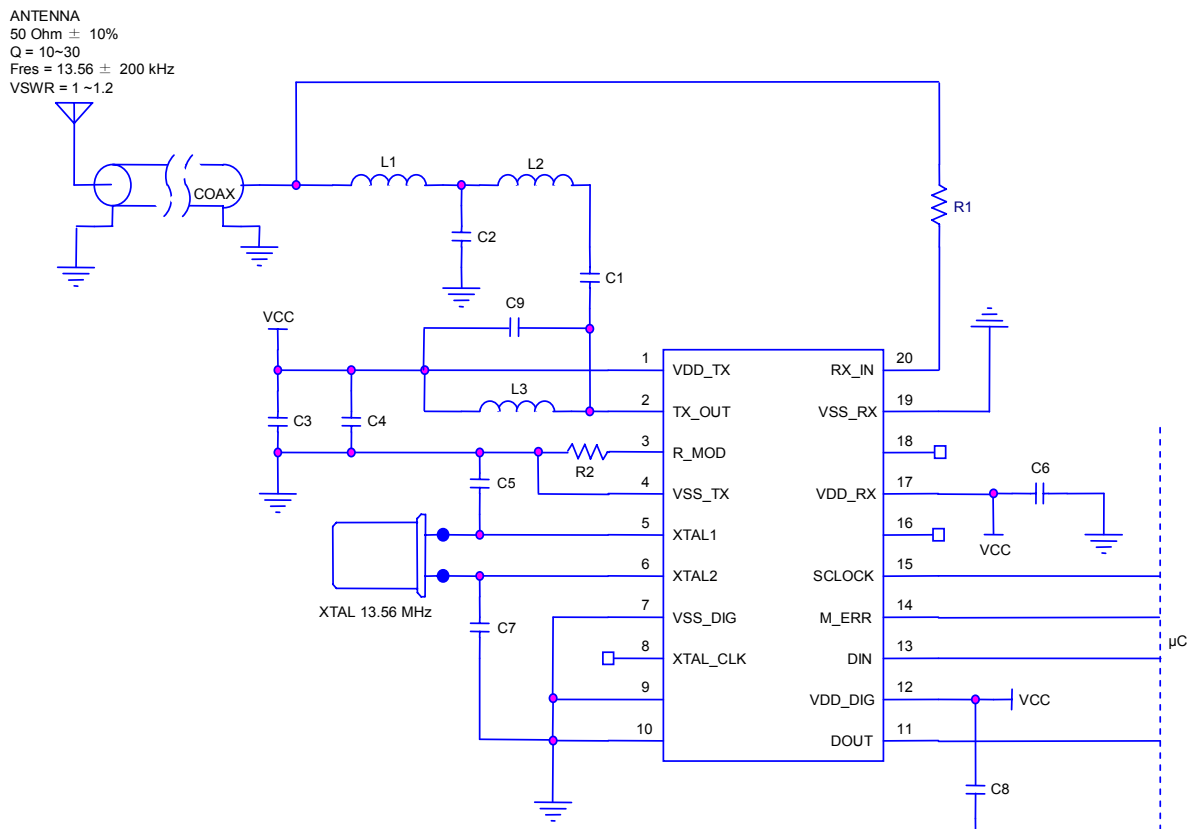 ANTENNA
50 Ohm ± 10%
Q = 10~30
Fres = 13.56 ± 200 kHz
VSWR = 1 ~1.2
COAX
L1
L2
R1
C2
C1
C9
VCC
L3
C3
C4
R2
C5
XTAL 13.56 MHz
C7
1 VDD_TX
2 TX_OUT
3 R_MOD
4 VSS_TX
5 XTAL1
6 XTAL2
7 VSS_DIG
8 XTAL_CLK
9
10
RX_IN 20
VSS_RX 19
18
VDD_RX 17
16
SCLOCK 15
M_ERR 14
DIN 13
VDD_DIG 12
DOUT 11
C6
VCC
µC
VCC
C8